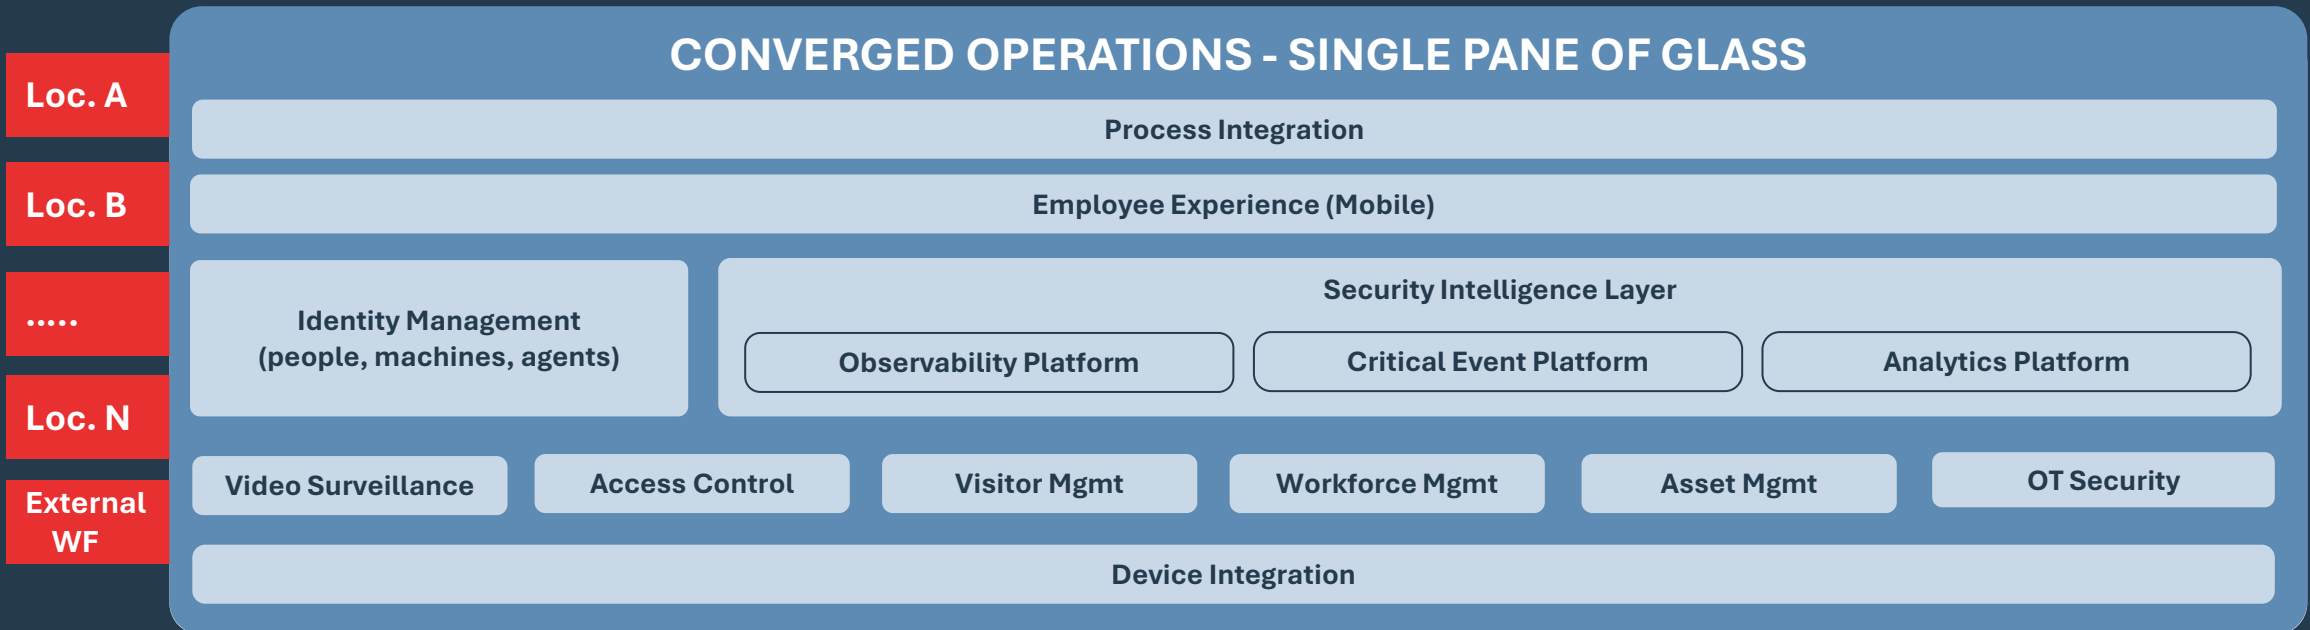 CONVERGED OPERATIONS - SINGLE PANE OF GLASS
Loc. A
Loc. B
.....
Loc. N
External
WF
Process Integration
Employee Experience (Mobile)
Identity Management
(people, machines, agents)
Security Intelligence Layer
Observability Platform
Critical Event Platform
Analytics Platform
Video Surveillance
Access Control
Visitor Mgmt
Workforce Mgmt
Asset Mgmt
OT Security
Device Integration